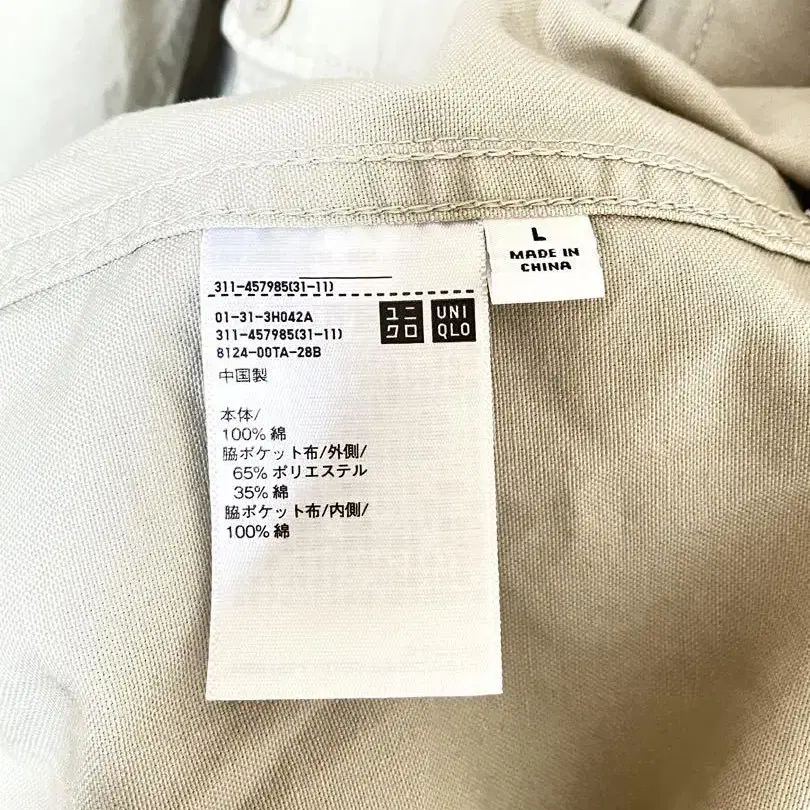 311-457985(31-11)
01-31-3H042A
311-457985(31-11)
8124-00TA-28B
中国製
ユニ
クロ
UNI
QLO
本体/
100% 綿
脇ポケット布/外側/
65% ポリエステル
35% 綿
脇ポケット布/内側/
100% 綿
L
MADE IN
CHINA